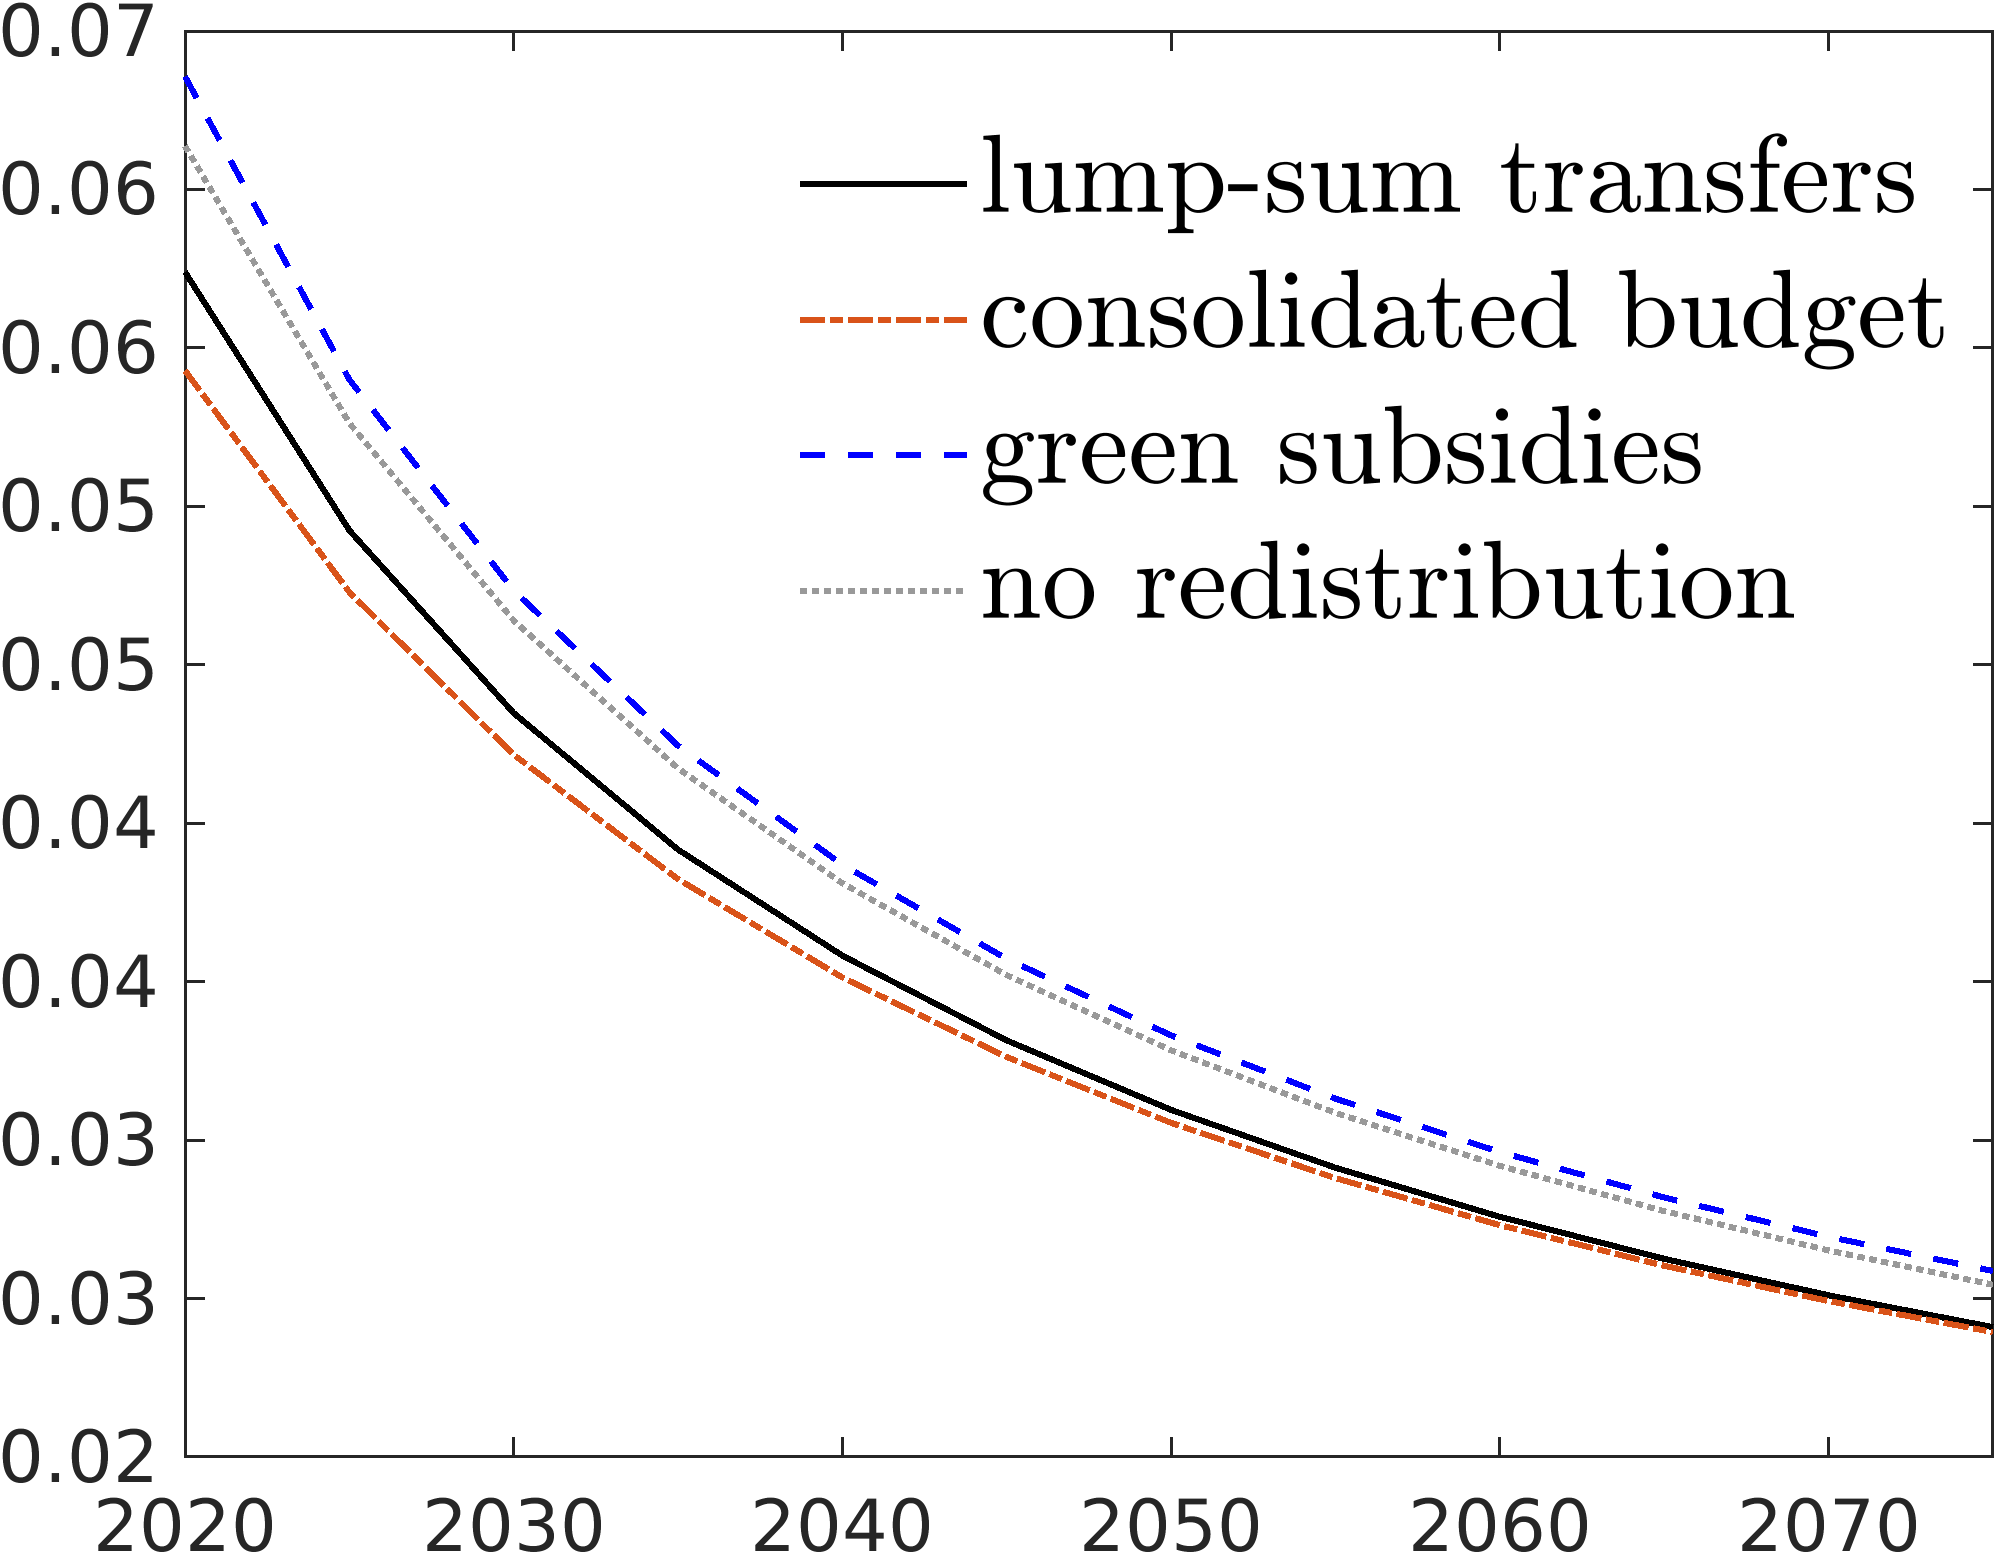 0.07
0.06
0.06
0.05
0.05
0.04
0.04
0.03
0.03
0.02
lump-sum transfers
consolidated budget
green subsidies
no redistribution
2020 2030 2040 2050 2060 2070